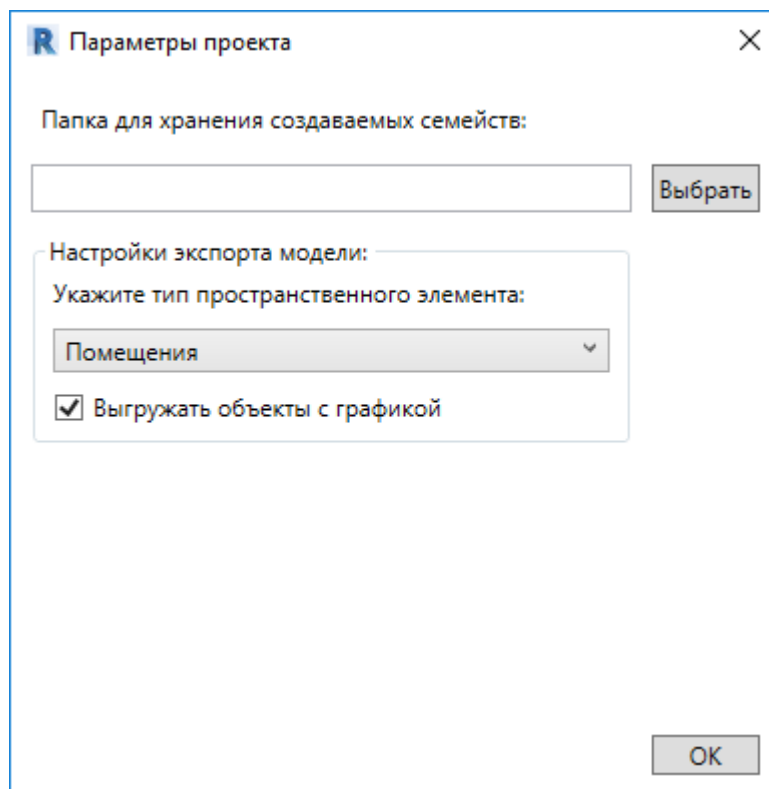 Параметры проекта
Папка для хранения создаваемых семейств:
Выбрать
Настройки экспорта модели:
Укажите тип пространственного элемента:
Помещения
Выгружать объекты с графикой
ОК